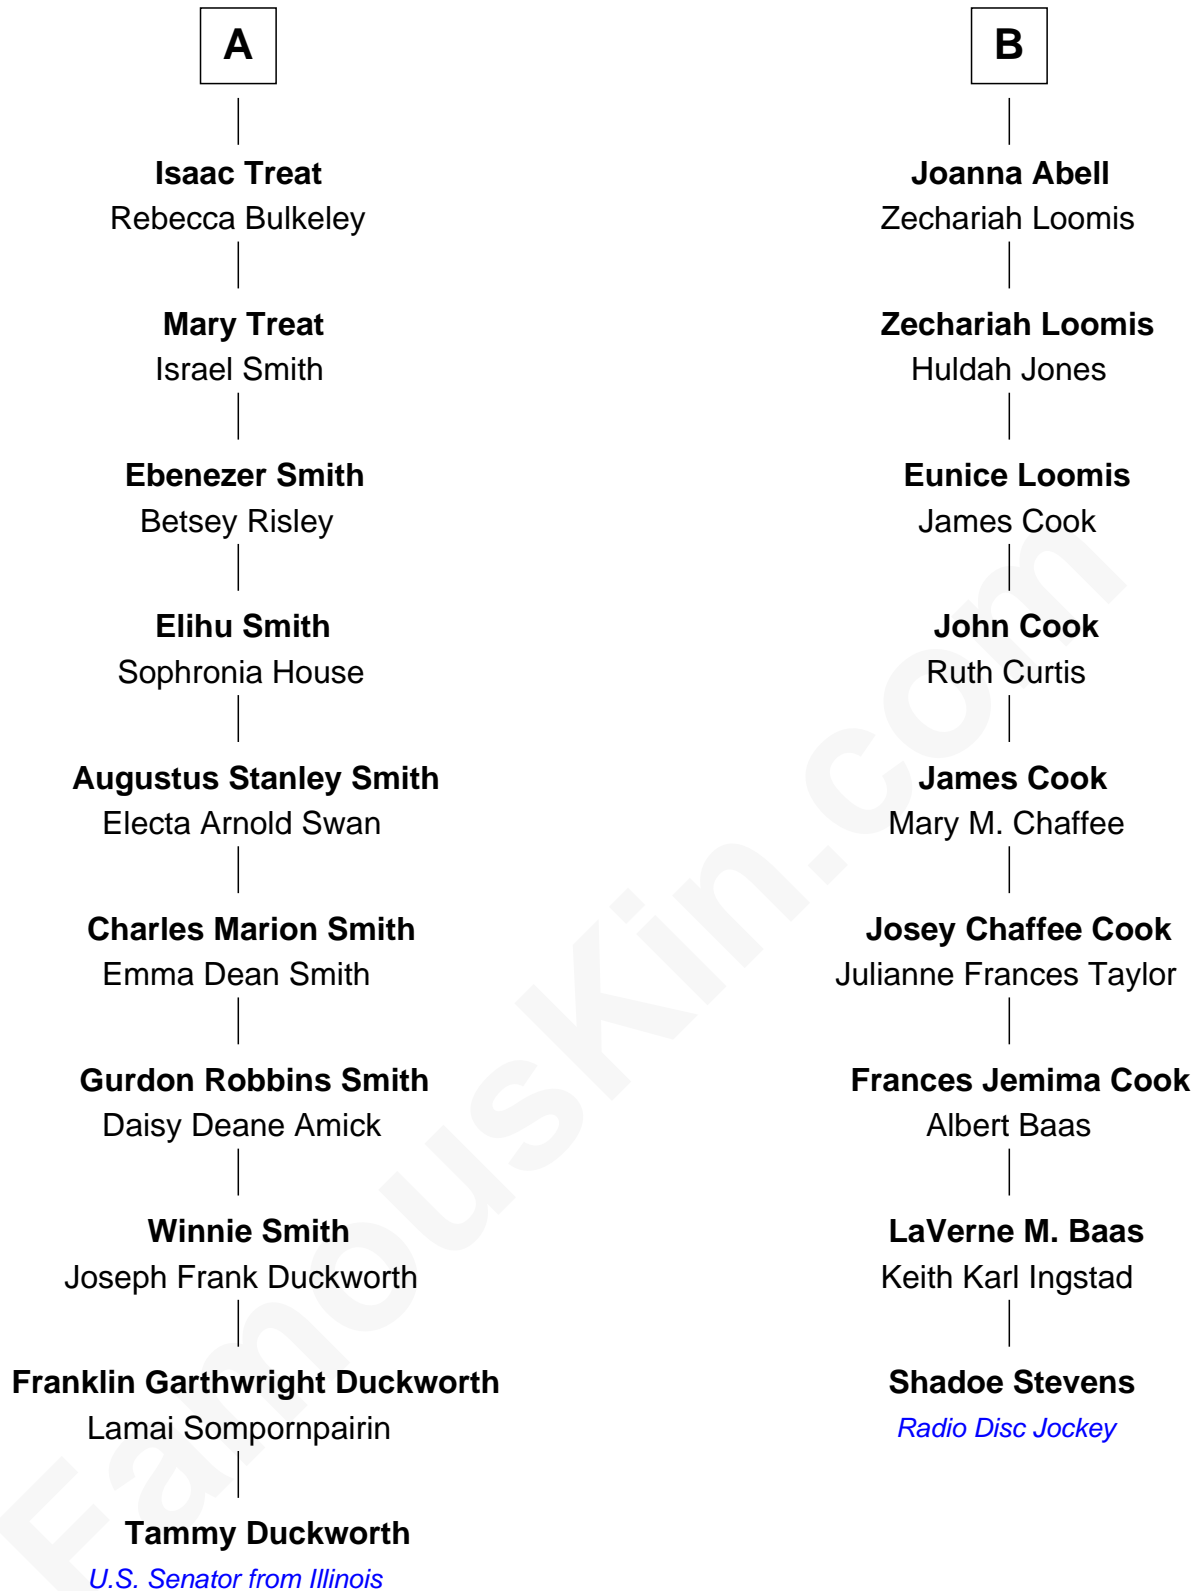 A
Isaac Treat
Rebecca Bulkeley
Mary Treat
Israel Smith
Ebenezer Smith
Betsey Risley
Elihu Smith
Sophronia House
Augustus Stanley Smith
Electa Arnold Swan
Charles Marion Smith
Emma Dean Smith
Gurdon Robbins Smith
Daisy Deane Amick
Winnie Smith
Joseph Frank Duckworth
Franklin Garthwright Duckworth
Lamai Sompornpairin
Tammy Duckworth
U.S. Senator from Illinois
B
Joanna Abell
Zechariah Loomis
Zechariah Loomis
Huldah Jones
Eunice Loomis
James Cook
John Cook
Ruth Curtis
James Cook
Mary M. Chaffee
Josey Chaffee Cook
Julianne Frances Taylor
Frances Jemima Cook
Albert Baas
LaVerne M. Baas
Keith Karl Ingstad
Shadoe Stevens
Radio Disc Jockey
FamousKin.com